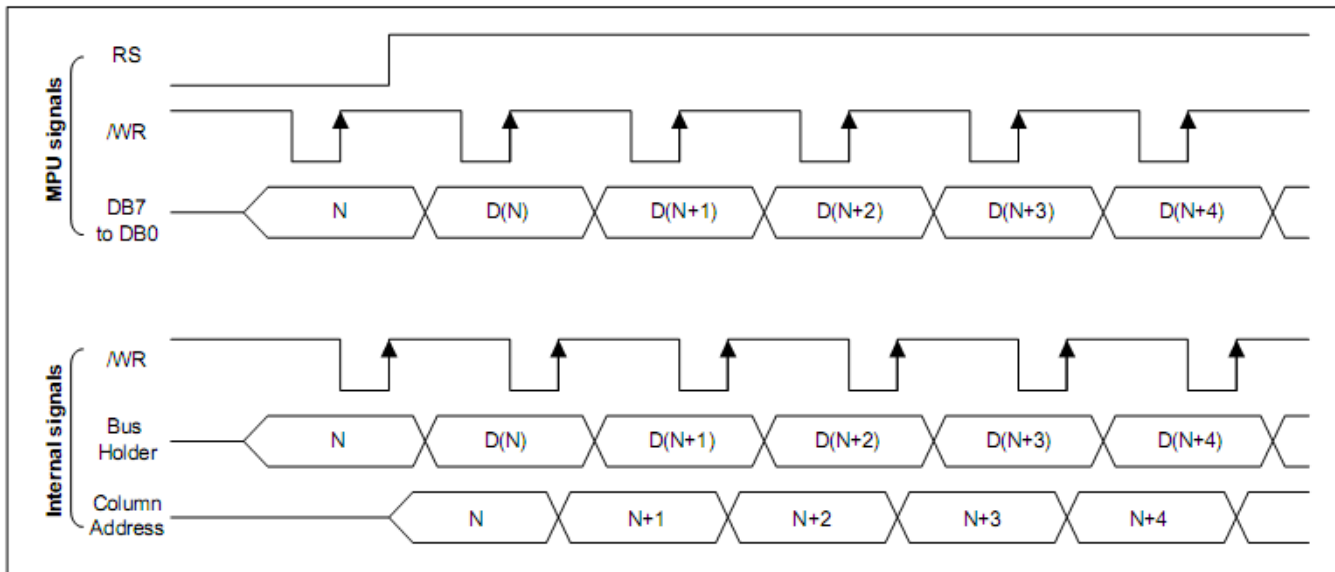 MPU signals
RS
/WR
DB7
to DB0
N D(N) D(N+1) D(N+2) D(N+3) D(N+4)
Internal signals
/WR
Bus
Holder
N D(N) D(N+1) D(N+2) D(N+3) D(N+4)
Column
Address
N N+1 N+2 N+3 N+4